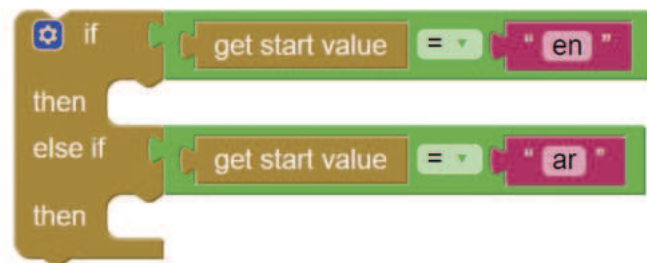 if get start value = " en "
then
else if get start value = " ar "
then